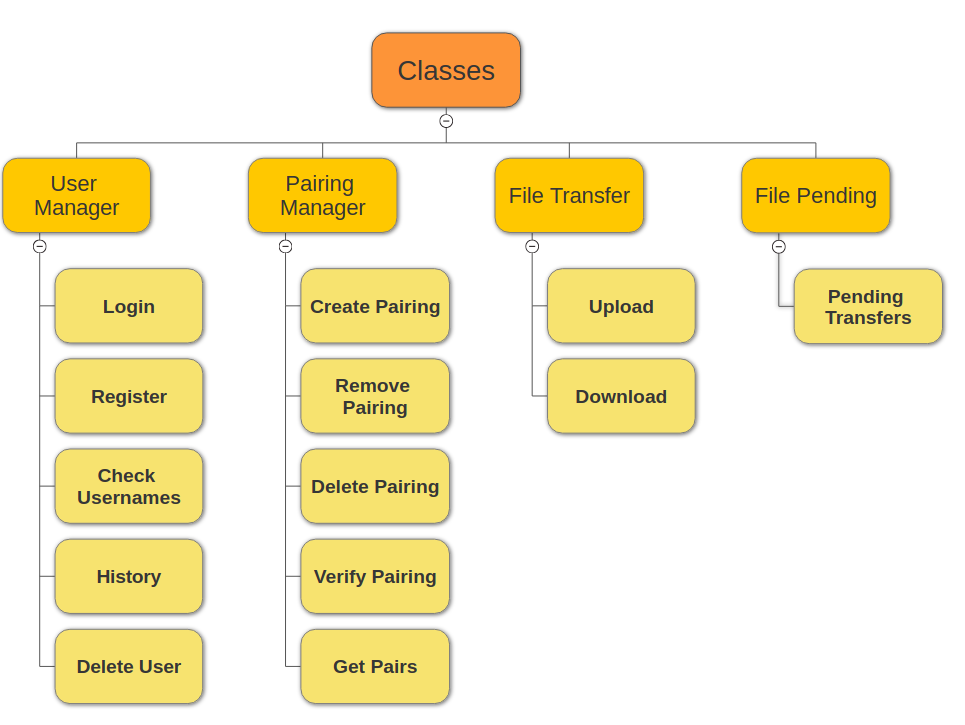 Classes
User
Manager
Pairing
Manager
File Transfer
File Pending
Login
Register
Check
Usernames
History
Delete User
Create Pairing
Remove
Pairing
Delete Pairing
Verify Pairing
Get Pairs
Upload
Download
Pending
Transfers